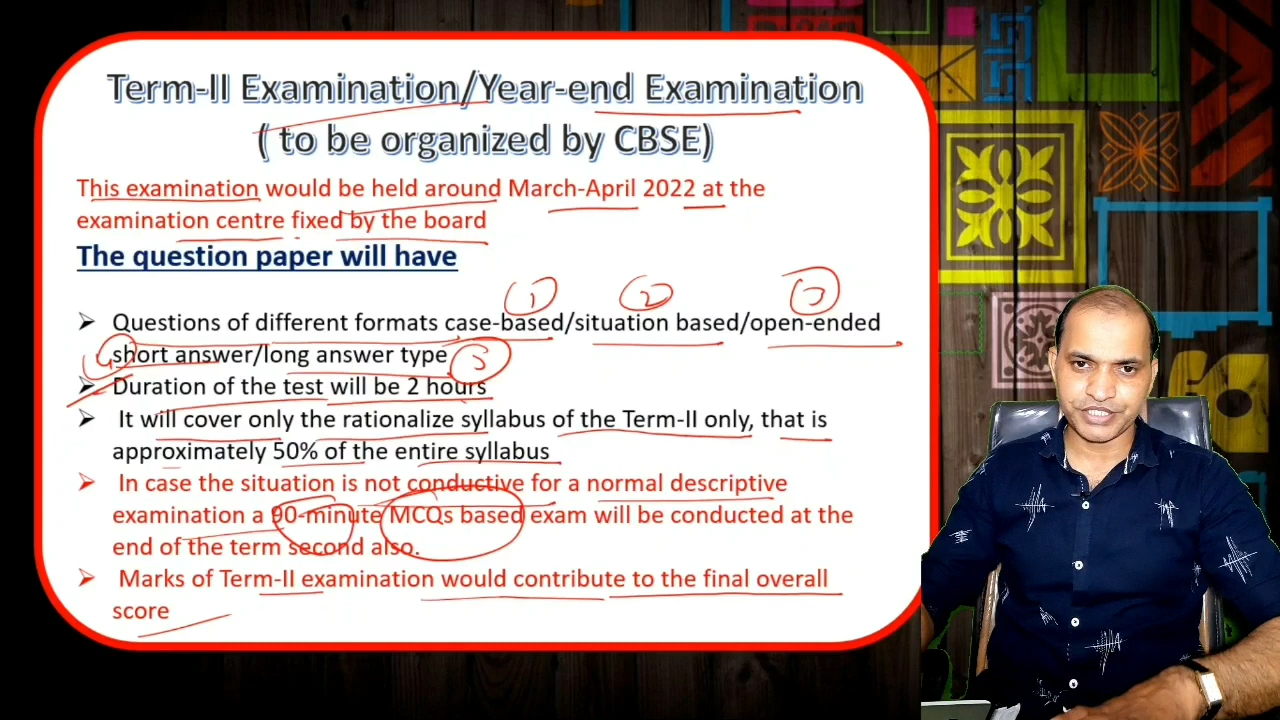 Term-II Examination/Year-end Examination
( to be organized by CBSE)
This examination would be held around March-April 2022 at the
examination centre fixed by the board
The question paper will have
① ② 3
➢ Questions of different formats case-based/situation based/open-ended
4 short answer/long answer type 5
➢ Duration of the test will be 2 hours
➢ It will cover only the rationalize syllabus of the Term-II only, that is
approximately 50% of the entire syllabus
➢ In case the situation is not conductive for a normal descriptive
examination a 90-minute MCQs based exam will be conducted at the
end of the term second also.
➢ Marks of Term-II examination would contribute to the final overall
score